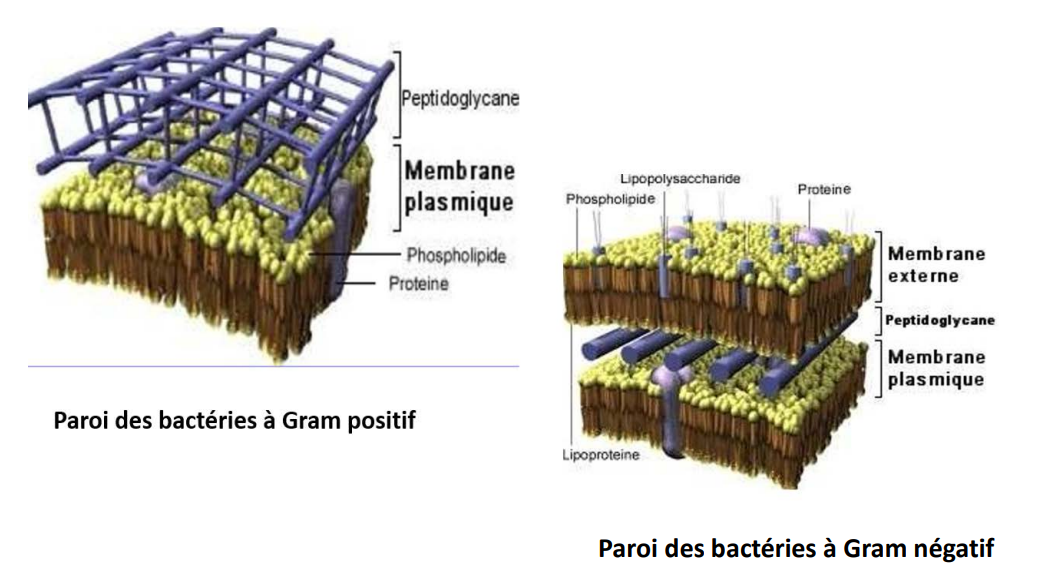 Peptidoglycane
Membrane
plasmique
Phospholipide
Proteine
Paroi des bactéries à Gram positif
Lipopolysaccharide
Phospholipide
Proteine
Membrane
externe
Peptidoglycane
Membrane
plasmique
Lipoproteine
Paroi des bactéries à Gram négatif